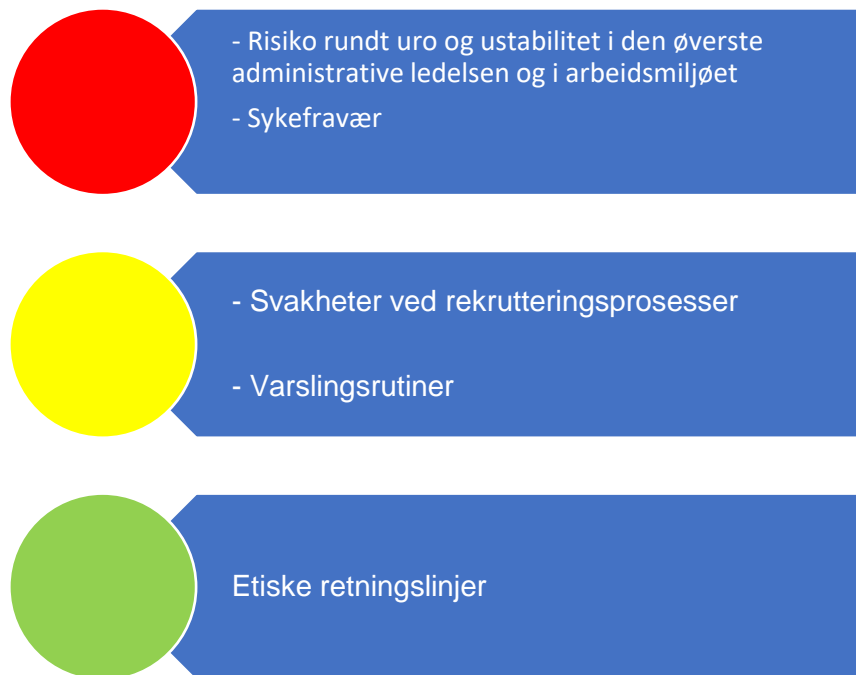 - Risiko rundt uro og ustabilitet i den øverste
administrative ledelsen og i arbeidsmiljøet
- Sykefravær
- Svakheter ved rekrutteringsprosesser
- Varslingsrutiner
Etiske retningslinjer